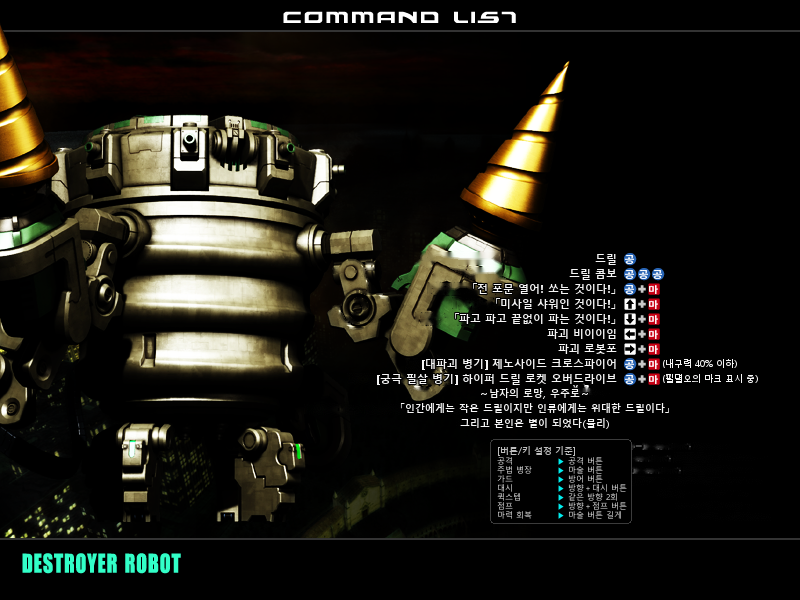 COMMAND LIST
드릴 공
드릴 콤보 공 공 공
「전 포문 열어! 쏘는 것이다!」 공+마
「미사일 샤워인 것이다!」 ↑+마
「파고 파고 끝없이 파는 것이다!」 ↓+마
파괴 비이이임 ←+마
파괴 로봇포 →+마
[대파괴 병기] 제노사이드 크로스파이어 공+마 (내구력 40% 이하)
[궁극 필살 병기] 하이퍼 드릴 로켓 오버드라이브 공+마 (필멸오의 마크 표시 중)
~남자의 로망, 우주로~
「인간에게는 작은 드릴이지만 인류에게는 위대한 드릴이다」
그리고 본인은 별이 되었다(물리)
[버튼/키 설정 기준]
공격 ▶ 공격 버튼
주법 병장 ▶ 마술 버튼
가드 ▶ 방어 버튼
대시 ▶ 방향+대시 버튼
퀵스텝 ▶ 같은 방향 2회
점프 ▶ 방향+점프 버튼
마력 회복 ▶ 마술 버튼 길게
DESTROYER ROBOT